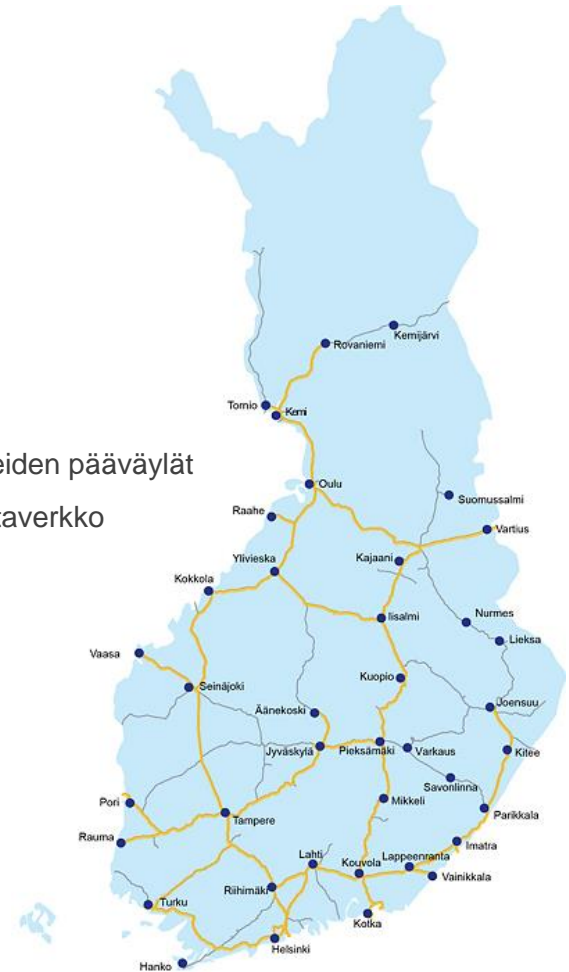 Kemijärvi
Rovaniemi
Tornio
Kemi
eiden pääväylät
Oulu
Suomussalmi
Raahe
taverkko
Vartius
Ylivieska
Kajaani
Kokkola
Iisalmi
Nurmes
Lieksa
Vaasa
Kuopio
Seinäjoki
Joensuu
Äänekoski
Jyväskylä
Pieksämäki
Varkaus
Kitee
Savonlinna
Pori
Mikkeli
Parikkala
Tampere
Rauma
Imatra
Lahti
Kouvola
Lappeenranta
Vainikkala
Riihimäki
Turku
Kotka
Helsinki
Hanko